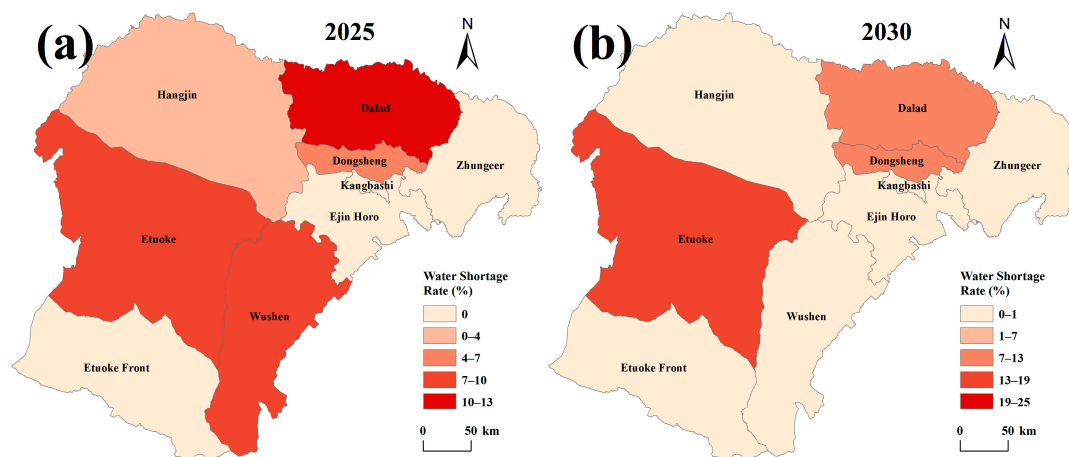 (a)
2025
N
Hangjin
Dalad
Dongsheng
Zhungeer
Kangbashi
Ejin Horo
Etuoke
Wushen
Etuoke Front
Water Shortage
Rate (%)
0
0–4
4–7
7–10
10–13
0 50 km
(b)
2030
N
Hangjin
Dalad
Dongsheng
Zhungeer
Kangbashi
Ejin Horo
Etuoke
Wushen
Etuoke Front
Water Shortage
Rate (%)
0–1
1–7
7–13
13–19
19–25
0 50 km